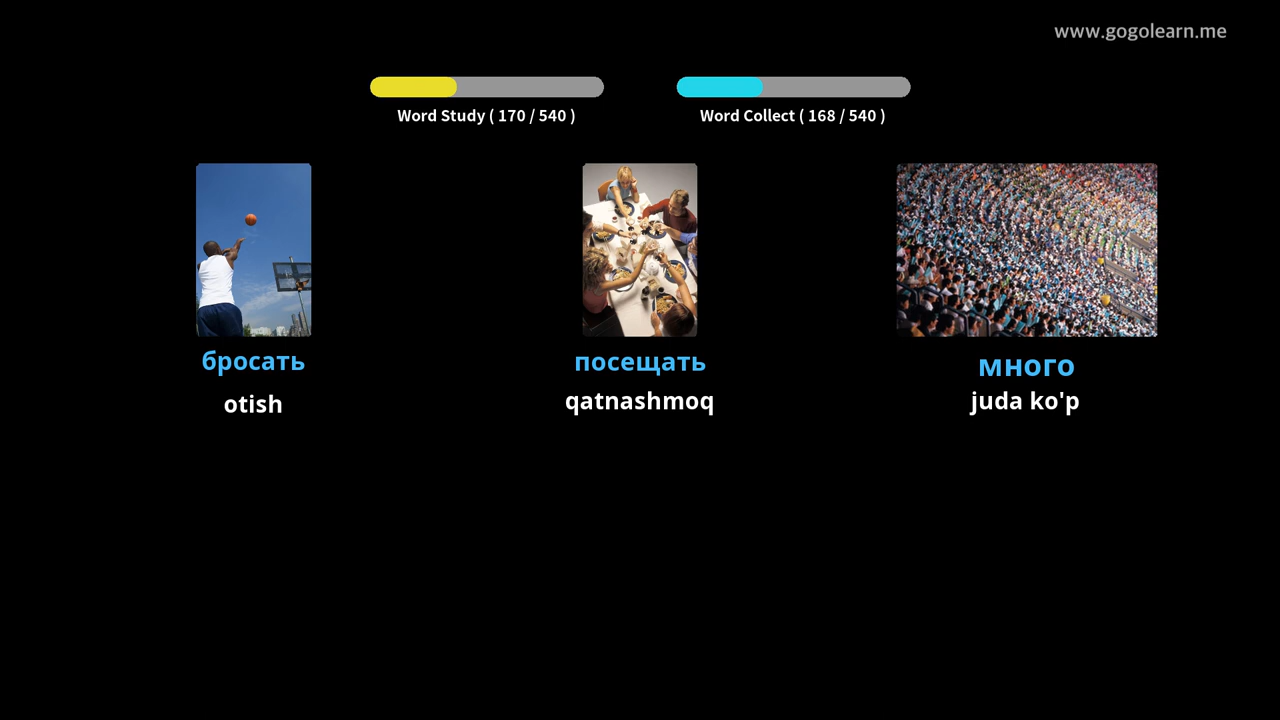 www.gogolearn.me
Word Study ( 170 / 540 )
Word Collect ( 168 / 540 )
бросать
посещать
много
otish
qatnashmoq
juda ko'p